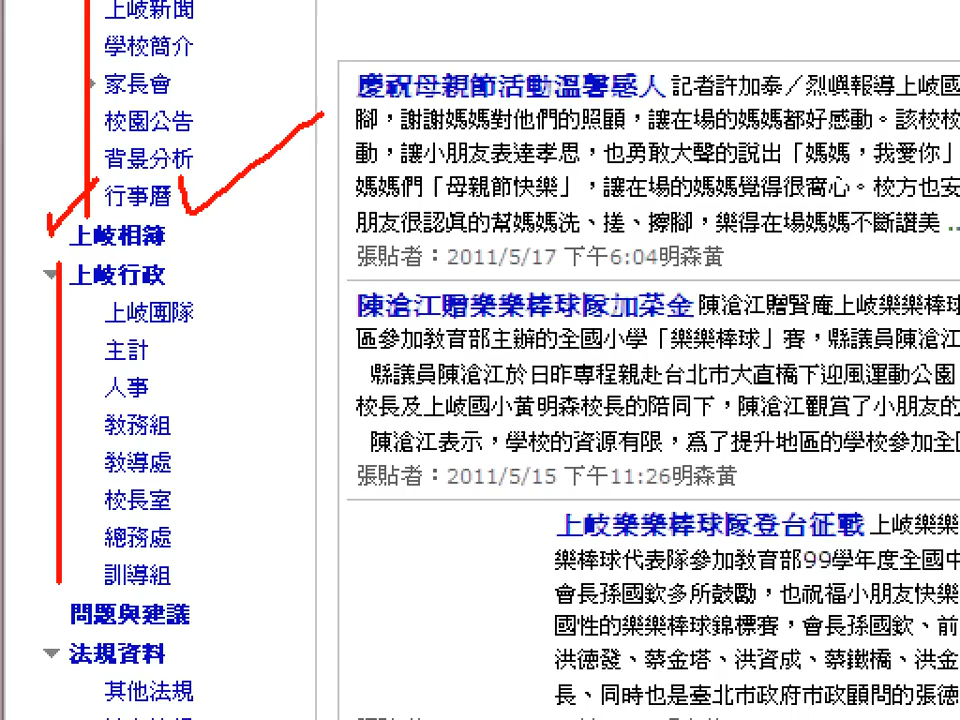 上岐新聞
學校簡介
家長會
校園公告
背景分析
行事曆
上岐相簿
上岐行政
上岐團隊
主計
人事
教務組
教導處
校長室
總務處
訓導組
問題與建議
法規資料
其他法規
慶祝母親節活動溫馨感人 記者許加泰／烈嶼報導上岐國
腳，謝謝媽媽對他們的照顧，讓在場的媽媽都好感動。該校校
動，讓小朋友表達孝思，也勇敢大聲的說出「媽媽，我愛你」
媽媽們「母親節快樂」，讓在場的媽媽覺得很窩心。校方也安
朋友很認真的幫媽媽洗、搓、擦腳，樂得在場媽媽不斷讚美 ..
張貼者：2011/5/17 下午6:04明森黃
陳滄江贈樂樂棒球隊加菜金 陳滄江贈賢庵上岐樂樂棒球
區參加教育部主辦的全國小學「樂樂棒球」賽，縣議員陳滄江
縣議員陳滄江於日昨專程親赴台北市大直橋下迎風運動公園
校長及上岐國小黃明森校長的陪同下，陳滄江觀賞了小朋友的
陳滄江表示，學校的資源有限，為了提升地區的學校參加全國
張貼者：2011/5/15 下午11:26明森黃
上岐樂樂棒球隊登台征戰 上岐樂樂
樂棒球代表隊參加教育部99學年度全國中
會長孫國欽多所鼓勵，也祝福小朋友快樂
國性的樂樂棒球錦標賽，會長孫國欽、前
洪德發、蔡金塔、洪資成、蔡鐵橋、洪金
長、同時也是臺北市政府市政顧問的張德